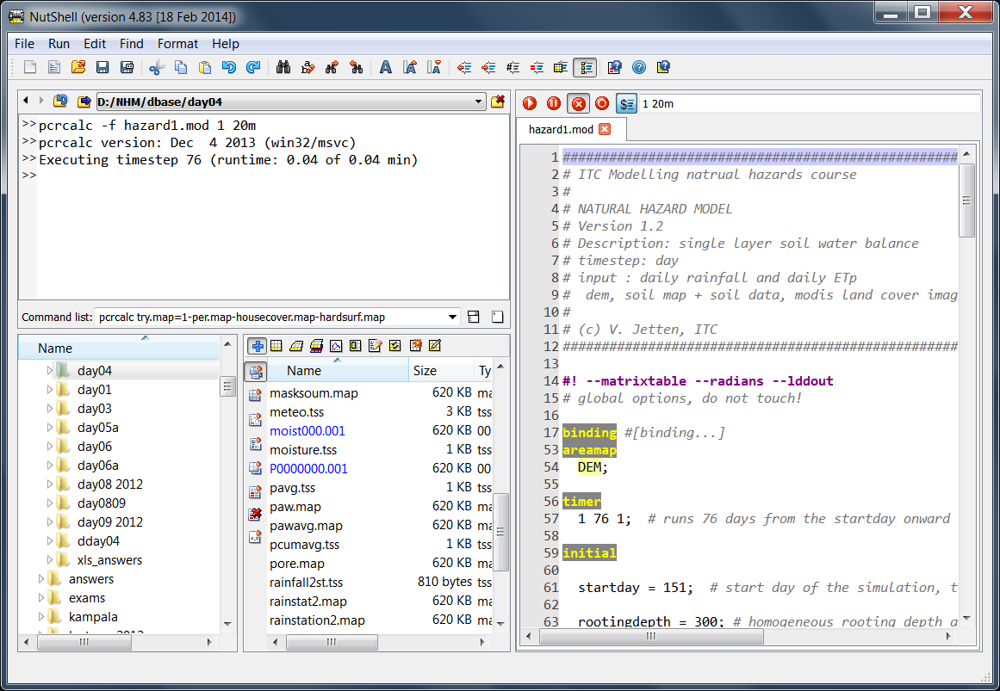 NutShell (version 4.83 [18 Feb 2014])
File Run Edit Find Format Help
D:/NHM/dbase/day04
>>pcrcalc -f hazard1.mod 1 20m
>>pcrcalc version: Dec  4 2013 (win32/msvc)
>>Executing timestep 76 (runtime: 0.04 of 0.04 min)
>>
Command list: pcrcalc try.map=1-per.map-housecover.map-hardsurf.map
Name
day04
day01
day03
day05a
day06
day06a
day08 2012
day0809
day09 2012
dday04
xls_answers
answers
exams
kampala
Name Size Ty
masksoum.map 620 KB ma
meteo.tss 3 KB tss
moist000.001 620 KB 00
moisture.tss 1 KB tss
P0000000.001 620 KB 00
pavg.tss 1 KB tss
paw.map 620 KB ma
pawavg.map 620 KB ma
pcumavg.tss 1 KB tss
pore.map 620 KB ma
rainfall2st.tss 810 bytes tss
rainstat2.map 620 KB ma
rainstation2.map 620 KB ma
$ 1 20m
hazard1.mod
1 ##################################################
2 # ITC Modelling natrual hazards course
3 #
4 # NATURAL HAZARD MODEL
5 # Version 1.2
6 # Description: single layer soil water balance
7 # timestep: day
8 # input : daily rainfall and daily ETp
9 #  dem, soil map + soil data, modis land cover imag
10 #
11 # (c) V. Jetten, ITC
12 ##################################################
13
14 #! --matrixtable --radians --lddout
15 # global options, do not touch!
16
17 binding #[binding...]
53 areamap
54 DEM;
55
56 timer
57 1 76 1;  # runs 76 days from the startday onward
58
59 initial
60
61 startday = 151;  # start day of the simulation, t
62
63 rootingdepth = 300; # homogeneous rooting depth a